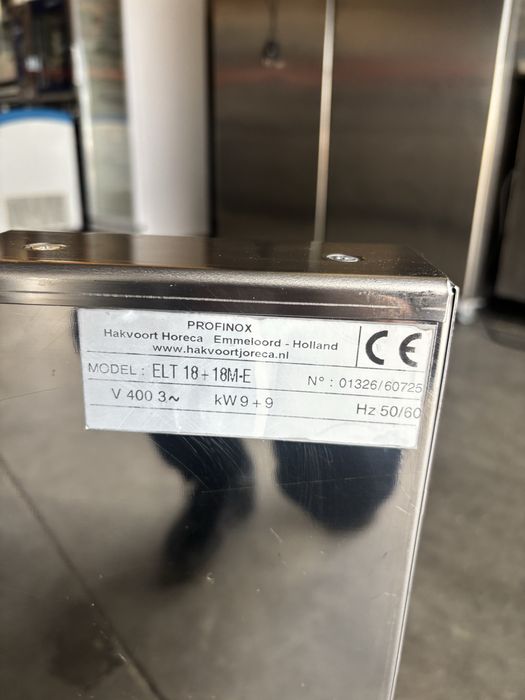 PROFINOX
Hakvoort Horeca Emmeloord - Holland
www.hakvoortjoreca.nl
CE
MODEL : ELT 18+18M-E N° : 01326/60725
V 400 3~ kW 9 + 9 Hz 50/60